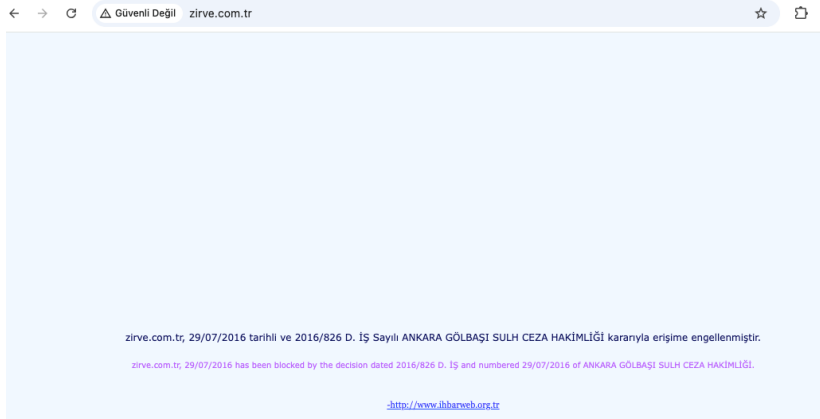 Güvenli Değil zirve.com.tr
zirve.com.tr, 29/07/2016 tarihli ve 2016/826 D. İŞ Sayılı ANKARA GÖLBAŞI SULH CEZA HAKİMLİĞİ kararıyla erişime engellenmiştir.
zirve.com.tr, 29/07/2016 has been blocked by the decision dated 2016/826 D. İŞ and numbered 29/07/2016 of ANKARA GÖLBAŞI SULH CEZA HAKİMLİĞİ.
-http://www.ihbarweb.org.tr